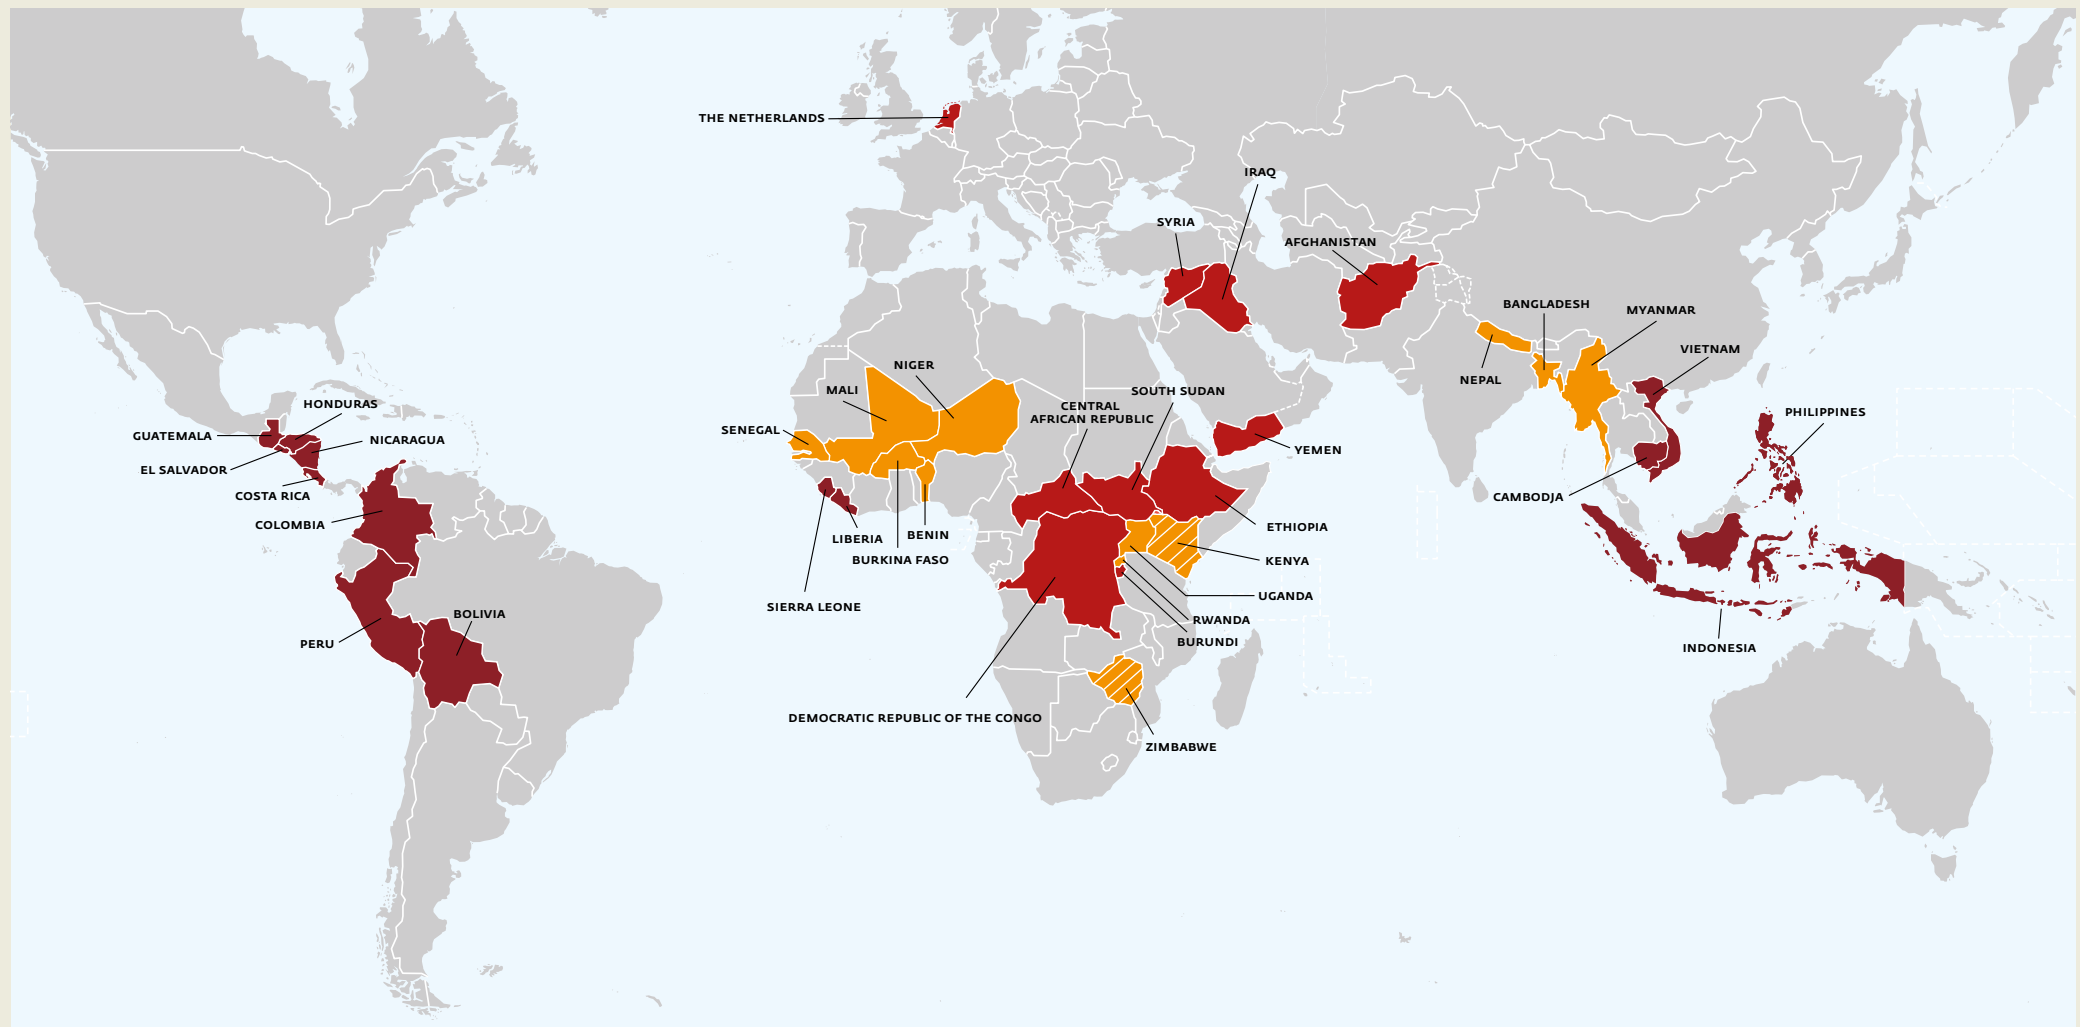 THE NETHERLANDS
IRAQ
SYRIA
AFGHANISTAN
BANGLADESH
MYANMAR
VIETNAM
NIGER
MALI
NEPAL
SOUTH SUDAN
CENTRAL
AFRICAN REPUBLIC
HONDURAS
PHILIPPINES
SENEGAL
GUATEMALA
NICARAGUA
YEMEN
EL SALVADOR
COSTA RICA
CAMBODJA
COLOMBIA
ETHIOPIA
BENIN
LIBERIA
BURKINA FASO
KENYA
UGANDA
SIERRA LEONE
BOLIVIA
RWANDA
PERU
BURUNDI
INDONESIA
DEMOCRATIC REPUBLIC OF THE CONGO
ZIMBABWE